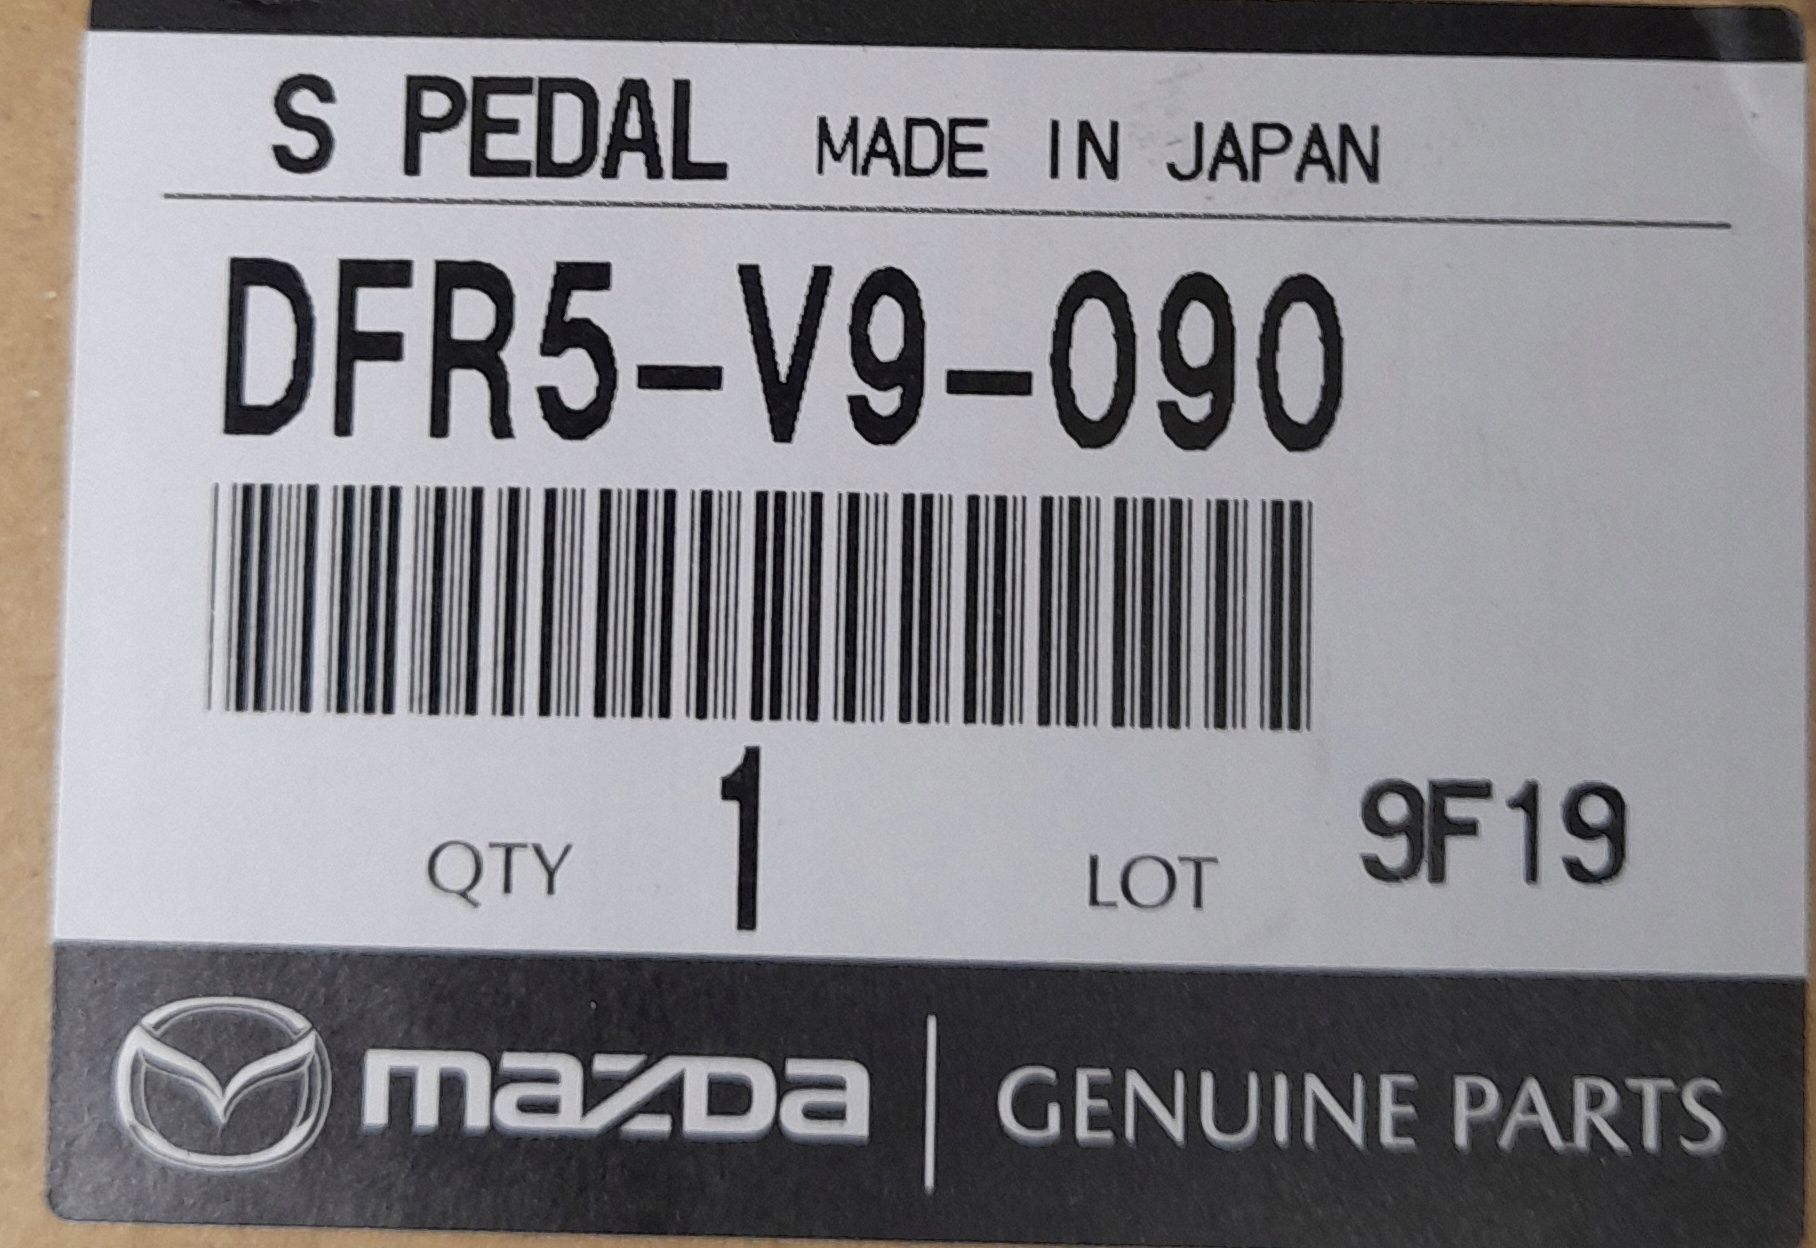 S PEDAL MADE IN JAPAN
DFR5-V9-090
QTY 1 LOT 9F19
mazda | GENUINE PARTS